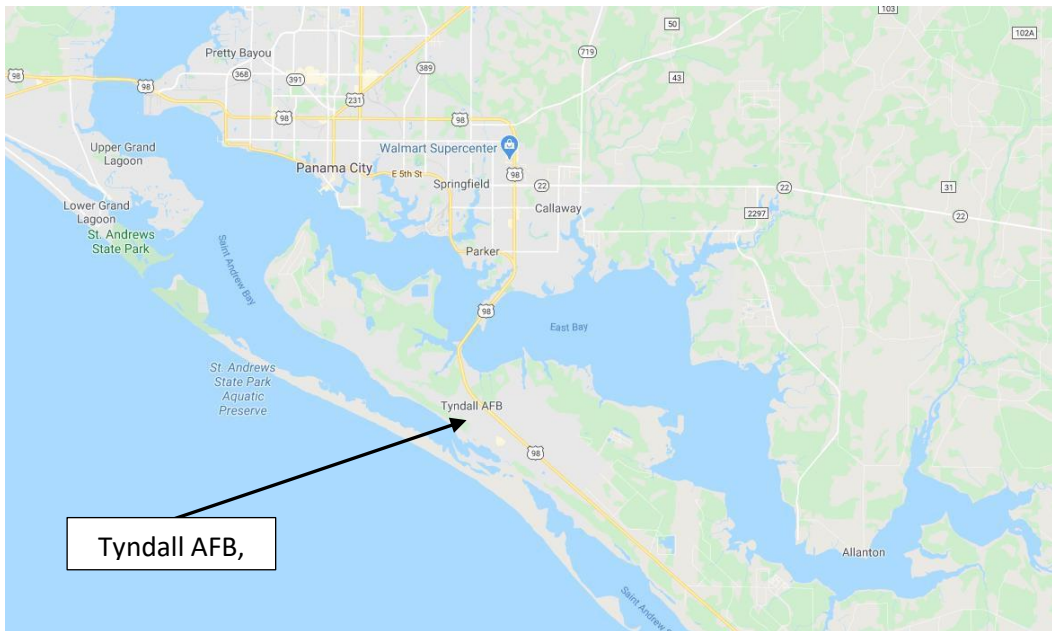 103
50
102A
Pretty Bayou
719
389
98
368
391
43
98
231
98
98
Upper Grand
Lagoon
Walmart Supercenter
Panama City
E 5th St
98
Springfield
22
22
31
Lower Grand
Lagoon
Callaway
2297
22
St. Andrews
State Park
Saint Andrew Bay
Parker
98
East Bay
St. Andrews
State Park
Aquatic
Preserve
Tyndall AFB
98
Tyndall AFB,
Allanton